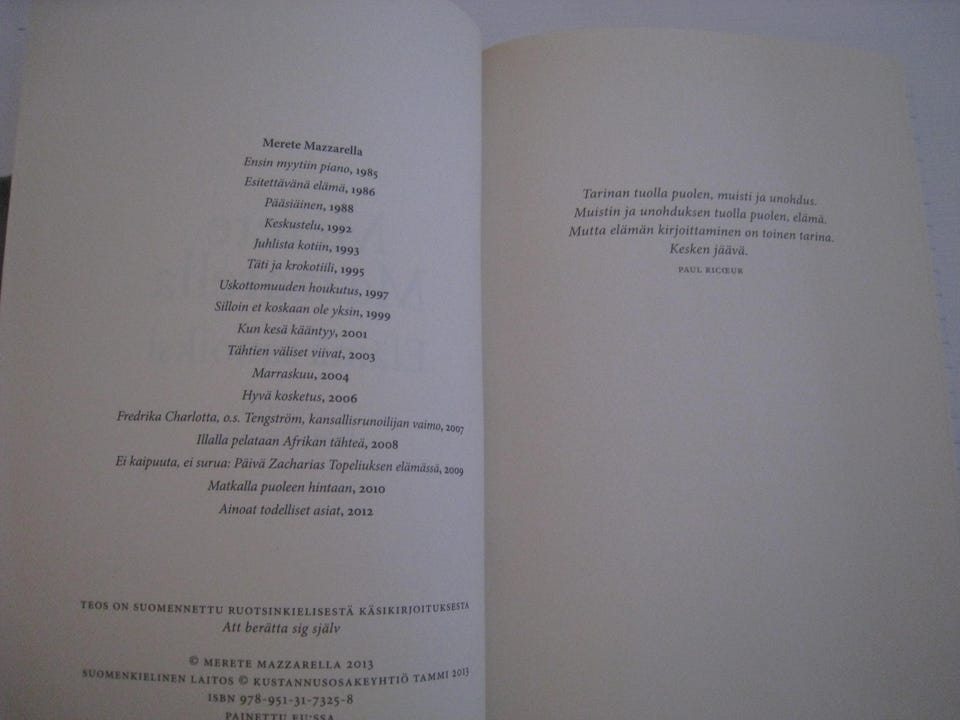 Merete Mazzarella
Ensin myytiin piano, 1985
Esitettävänä elämä, 1986
Pääsiäinen, 1988
Keskustelu, 1992
Juhlista kotiin, 1993
Täti ja krokotiili, 1995
Uskottomuuden houkutus, 1997
Silloin et koskaan ole yksin, 1999
Kun kesä kääntyy, 2001
Tähtien väliset viivat, 2003
Marraskuu, 2004
Hyvä kosketus, 2006
Fredrika Charlotta, o.s. Tengström, kansallisrunoilijan vaimo, 2007
Illalla pelataan Afrikan tähteä, 2008
Ei kaipuuta, ei surua: Päivä Zacharias Topeliuksen elämässä, 2009
Matkalla puoleen hintaan, 2010
Ainoat todelliset asiat, 2012
TEOS ON SUOMENNETTU RUOTSINKIELISESTÄ KÄSIKIRJOITUKSESTA
Att berätta sig själv
© MERETE MAZZARELLA 2013
SUOMENKIELINEN LAITOS © KUSTANNUSOSAKEYHTIÖ TAMMI 2013
ISBN 978-951-31-7325-8
PAINETTU EU:SSA
Tarinan tuolla puolen, muisti ja unohdus.
Muistin ja unohduksen tuolla puolen, elämä.
Mutta elämän kirjoittaminen on toinen tarina.
Kesken jäävä.
PAUL RICŒUR